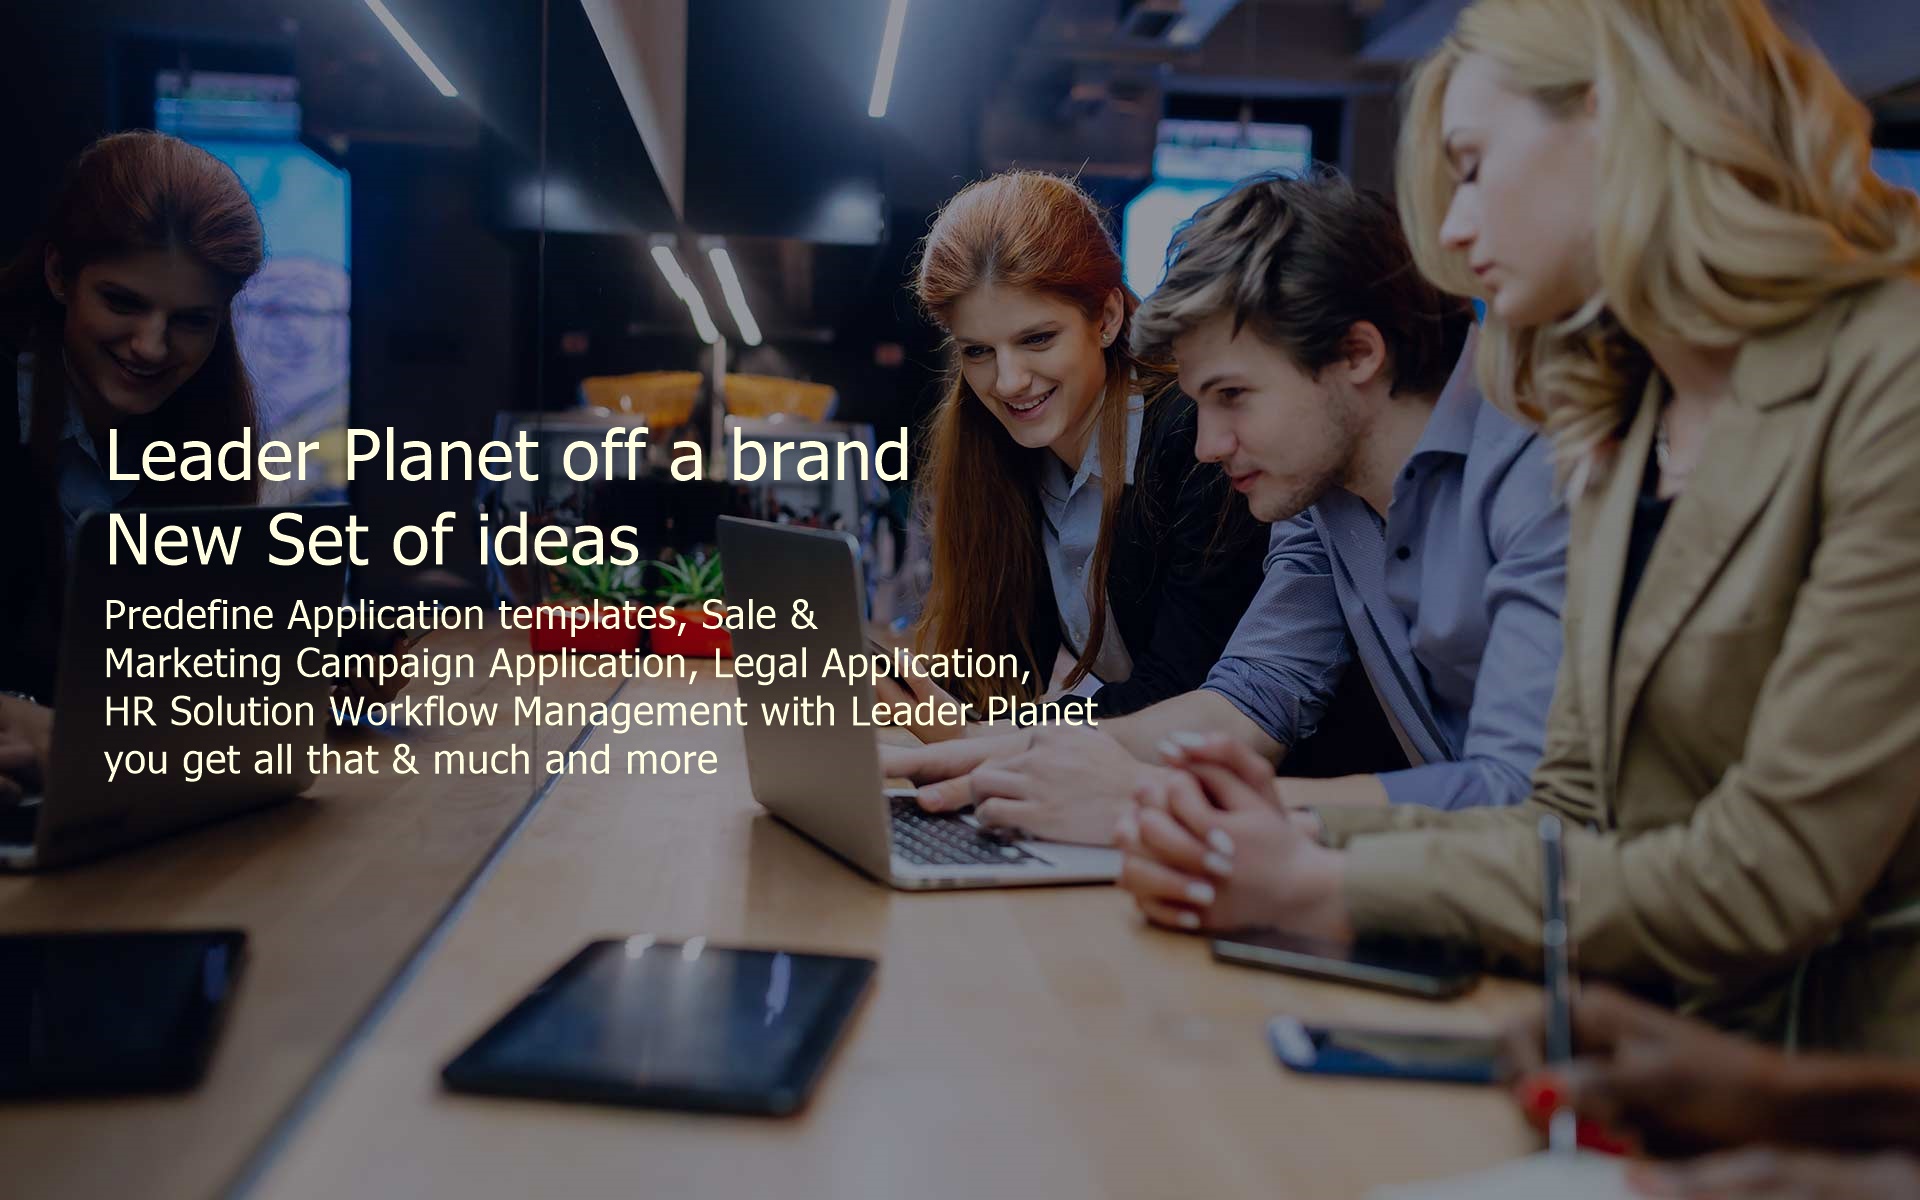 Leader Planet off a brand
New Set of ideas
Predefine Application templates, Sale &
Marketing Campaign Application, Legal Application,
HR Solution Workflow Management with Leader Planet
you get all that & much and more